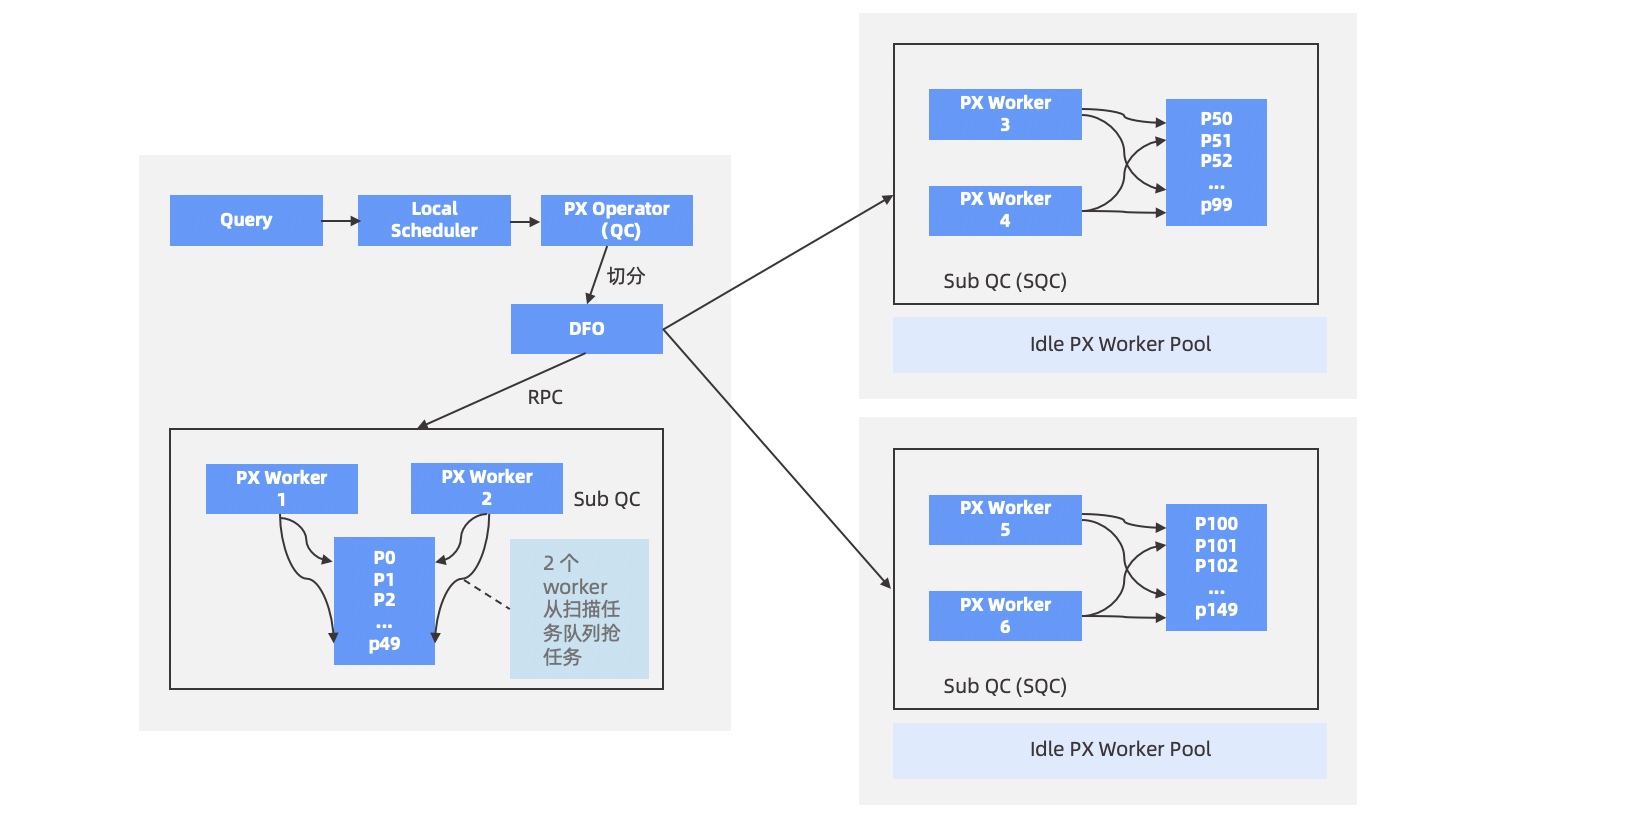 Query
Local
Scheduler
PX Operator
(QC)
切分
DFO
RPC
PX Worker
1
PX Worker
2
Sub QC
P0
P1
P2
...
p49
2 个
worker
从扫描任
务队列抢
任务
PX Worker
3
PX Worker
4
P50
P51
P52
...
p99
Sub QC (SQC)
Idle PX Worker Pool
PX Worker
5
PX Worker
6
P100
P101
P102
...
p149
Sub QC (SQC)
Idle PX Worker Pool